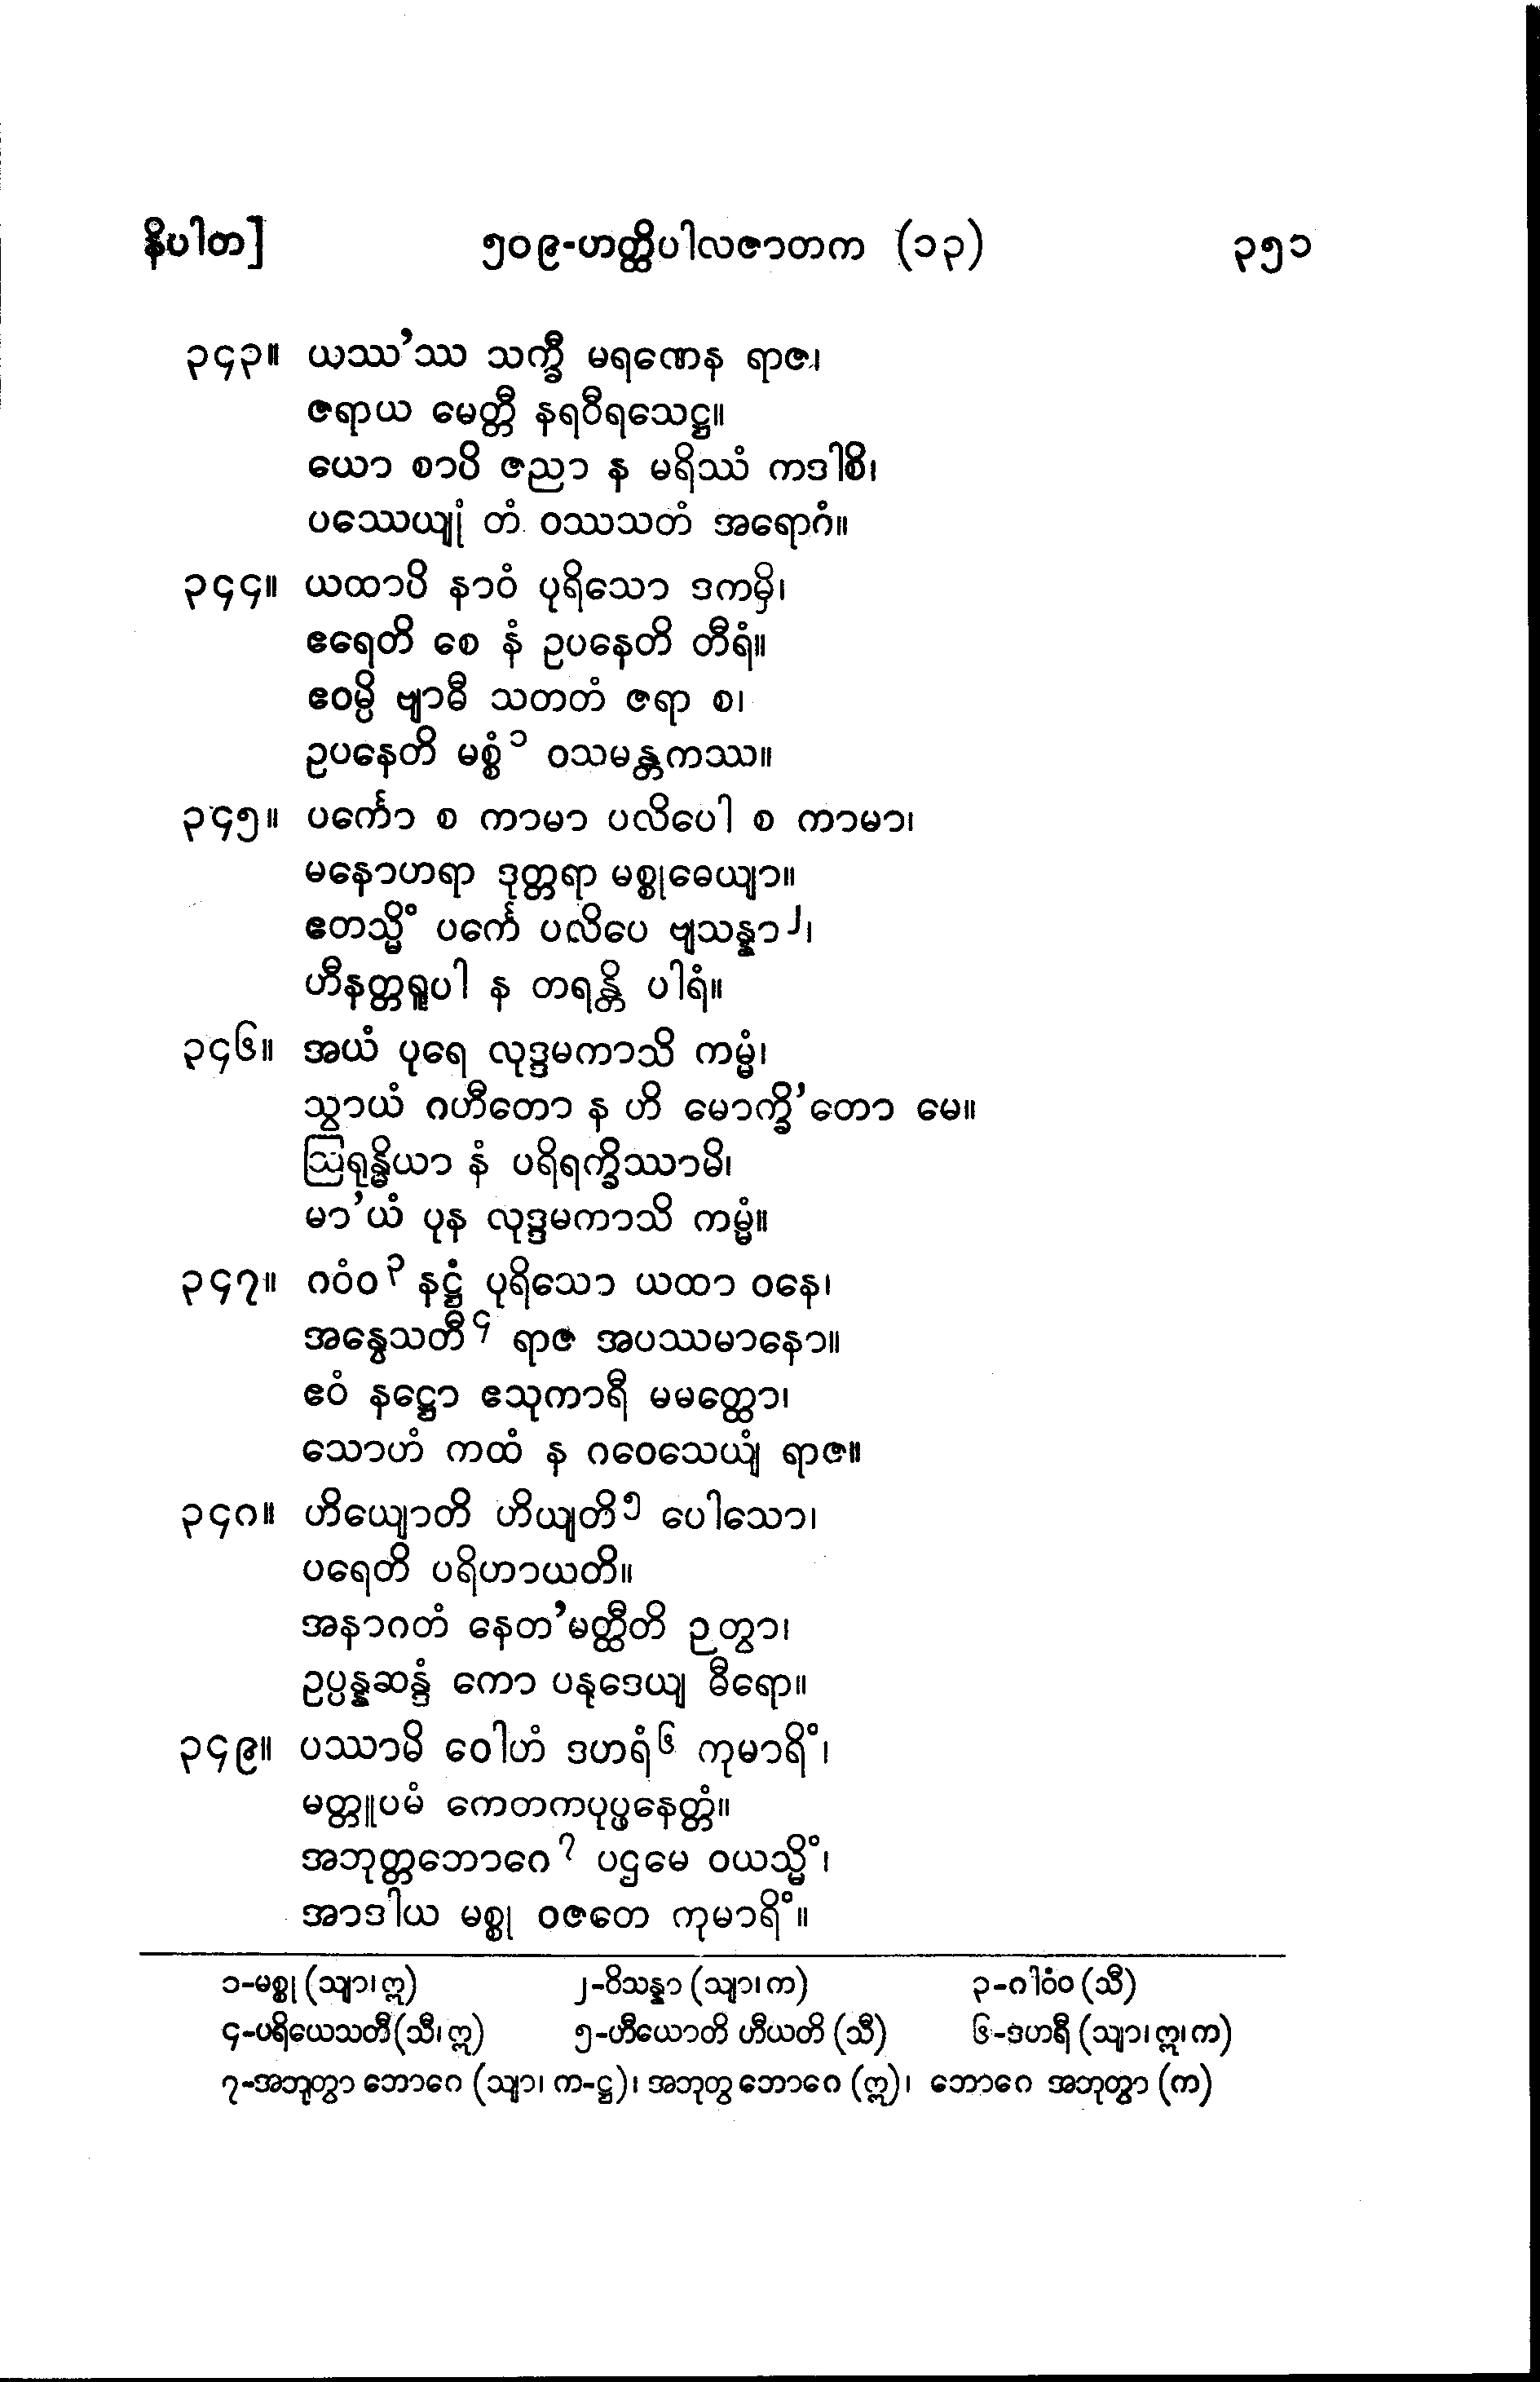 နိပါတ] ၅၀၉-ဟတ္ထိပါလဇာတက (၁၃) ၃၅၁
၃၄၃။ ယဿ’ဿ သက္ခီ မရဏေန ရာဇ၊
ဇရာယ မေတ္တီ နရဝီရသေဋ္ဌ။
ယော စာပိ ဇညာ န မရိဿံ ကဒါစိ၊
ပဿေယျုံ တံ ဝဿသတံ အရောဂံ။
၃၄၄။ ယထာပိ နာဝံ ပုရိသော ဒကမှိ၊
ဧရေတိ စေ နံ ဥပနေတိ တီရံ။
ဧဝမ္ပိ ဗျာဓီ သတတံ ဇရာ စ၊
ဥပနေတိ မစ္စံ ၁ ဝသမန္တကဿ။
၃၄၅။ ပင်္ကော စ ကာမာ ပလိပေါ စ ကာမာ၊
မနောဟရာ ဒုတ္တရာ မစ္စုဓေယျာ။
ဧတသ္မိံ ပင်္ကေ ပလိပေ ဗျသန္နာ ၂၊
ဟီနတ္တရူပါ န တရန္တိ ပါရံ။
၃၄၆။ အယံ ပုရေ လုဒ္ဒမကာသိ ကမ္မံ၊
သွာယံ ဂဟီတော န ဟိ မောက္ခိ’တော မေ။
ဩရုန္ဓိယာ နံ ပရိရက္ခိဿာမိ၊
မာ’ယံ ပုန လုဒ္ဒမကာသိ ကမ္မံ။
၃၄၇။ ဂဝံဝ ၃ နဋ္ဌံ ပုရိသော ယထာ ဝနေ၊
အနွေသတီ ၄ ရာဇ အပဿမာနော။
ဧဝံ နဋ္ဌော ဧသုကာရီ မမတ္ထော၊
သောဟံ ကထံ န ဂဝေသေယျံ ရာဇ။
၃၄၈။ ဟိယျောတိ ဟိယျတိ ၅ ပေါသော၊
ပရေတိ ပရိဟာယတိ။
အနာဂတံ နေတ’မတ္ထီတိ ဉတွာ၊
ဥပ္ပန္နဆန္ဒံ ကော ပနုဒေယျ ဓီရော။
၃၄၉။ ပဿာမိ ဝေါဟံ ဒဟရံ ၆ ကုမာရိံ၊
မတ္တူပမံ ကေတကပုပ္ဖနေတ္တံ။
အဘုတ္တဘောဂေ ၇ ပဌမေ ဝယသ္မိံ၊
အာဒါယ မစ္စု ဝဇတေ ကုမာရိံ။
၁-မစ္စု (သျာ၊ ဣ) ၂-ဝိသန္နာ (သျာ၊ က) ၃-ဂါဝံဝ (သီ)
၄-ပရိယေသတီ (သီ၊ ဣ) ၅-ဟီယောတိ ဟီယတိ (သီ) ၆-ဒဟရီ (သျာ၊ ဣ၊ က)
၇-အဘုတွာ ဘောဂေ (သျာ၊ က-ဋ္ဌ)၊ အဘုတွ ဘောဂေ (ဣ)၊ ဘောဂေ အဘုတွာ (က)